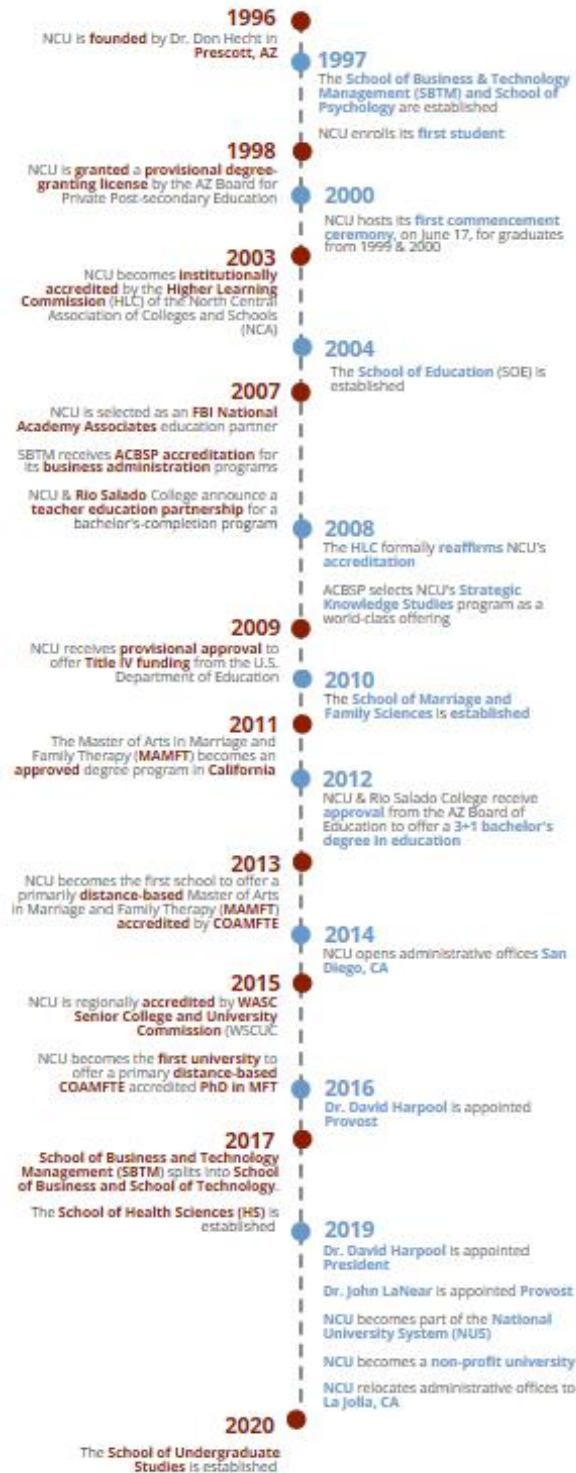 1996
NCU is founded by Dr. Don Hecht in
Prescott, AZ
1997
The School of Business & Technology
Management (SBTM) and School of
Psychology are established
NCU enrolls its first student
1998
NCU is granted a provisional degree-
granting license by the AZ Board for
Private Post-secondary Education
2000
NCU hosts its first commencement
ceremony, on June 17, for graduates
from 1999 & 2000
2003
NCU becomes institutionally
accredited by the Higher Learning
Commission (HLC) of the North Central
Association of Colleges and Schools
(NCA)
2004
The School of Education (SOE) is
established
2007
NCU is selected as an FBI National
Academy Associates education partner
SBTM receives ACBSP accreditation for
its business administration programs
NCU & Rio Salado College announce a
teacher education partnership for a
bachelor's-completion program
2008
The HLC formally reaffirms NCU's
accreditation
ACBSP selects NCU's Strategic
Knowledge Studies program as a
world-class offering
2009
NCU receives provisional approval to
offer Title IV funding from the U.S.
Department of Education
2010
The School of Marriage and
Family Sciences is established
2011
The Master of Arts in Marriage and
Family Therapy (MAMFT) becomes an
approved degree program in California
2012
NCU & Rio Salado College receive
approval from the AZ Board of
Education to offer a 3+1 bachelor's
degree in education
2013
NCU becomes the first school to offer a
primarily distance-based Master of Arts
in Marriage and Family Therapy (MAMFT)
accredited by COAMFTE
2014
NCU opens administrative offices San
Diego, CA
2015
NCU is regionally accredited by WASC
Senior College and University
Commission (WSCUC
NCU becomes the first university to
offer a primary distance-based
COAMFTE accredited PhD in MFT
2016
Dr. David Harpool is appointed
Provost
2017
School of Business and Technology
Management (SBTM) splits into School
of Business and School of Technology.
The School of Health Sciences (HS) is
established
2019
Dr. David Harpool is appointed
President
Dr. John LaNear is appointed Provost
NCU becomes part of the National
University System (NUS)
NCU becomes a non-profit university
NCU relocates administrative offices to
La Jolla, CA
2020
The School of Undergraduate
Studies is established